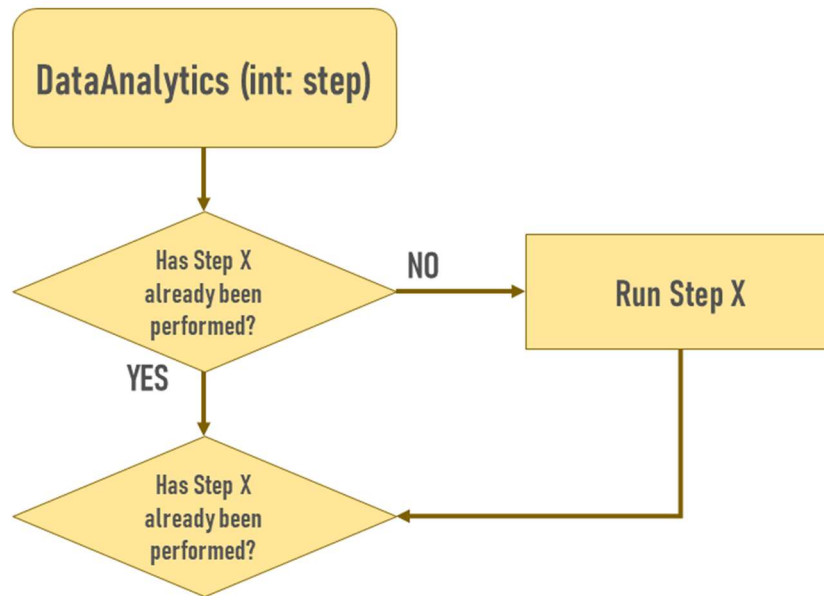 DataAnalytics (int: step)
Has Step X
already been
performed?
NO
Run Step X
YES
Has Step X
already been
performed?